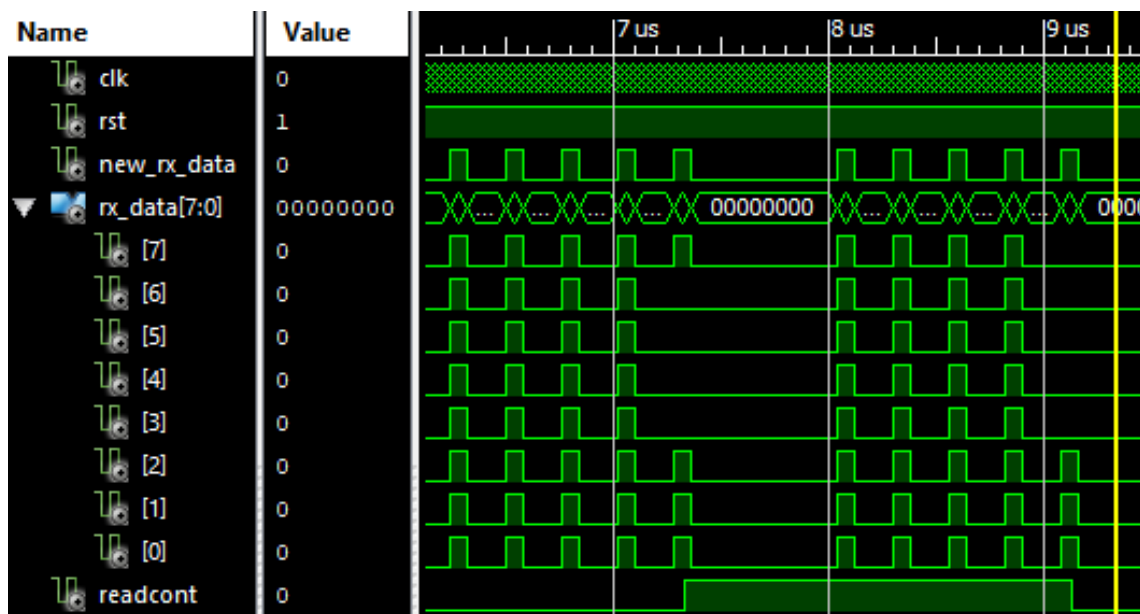 Name Value 7 us 8 us 9 us
clk 0
rst 1
new_rx_data 0
rx_data[7:0] 00000000 ... ... ... ... 00000000 ... ... ... ... 0000
[7] 0
[6] 0
[5] 0
[4] 0
[3] 0
[2] 0
[1] 0
[0] 0
readcont 0